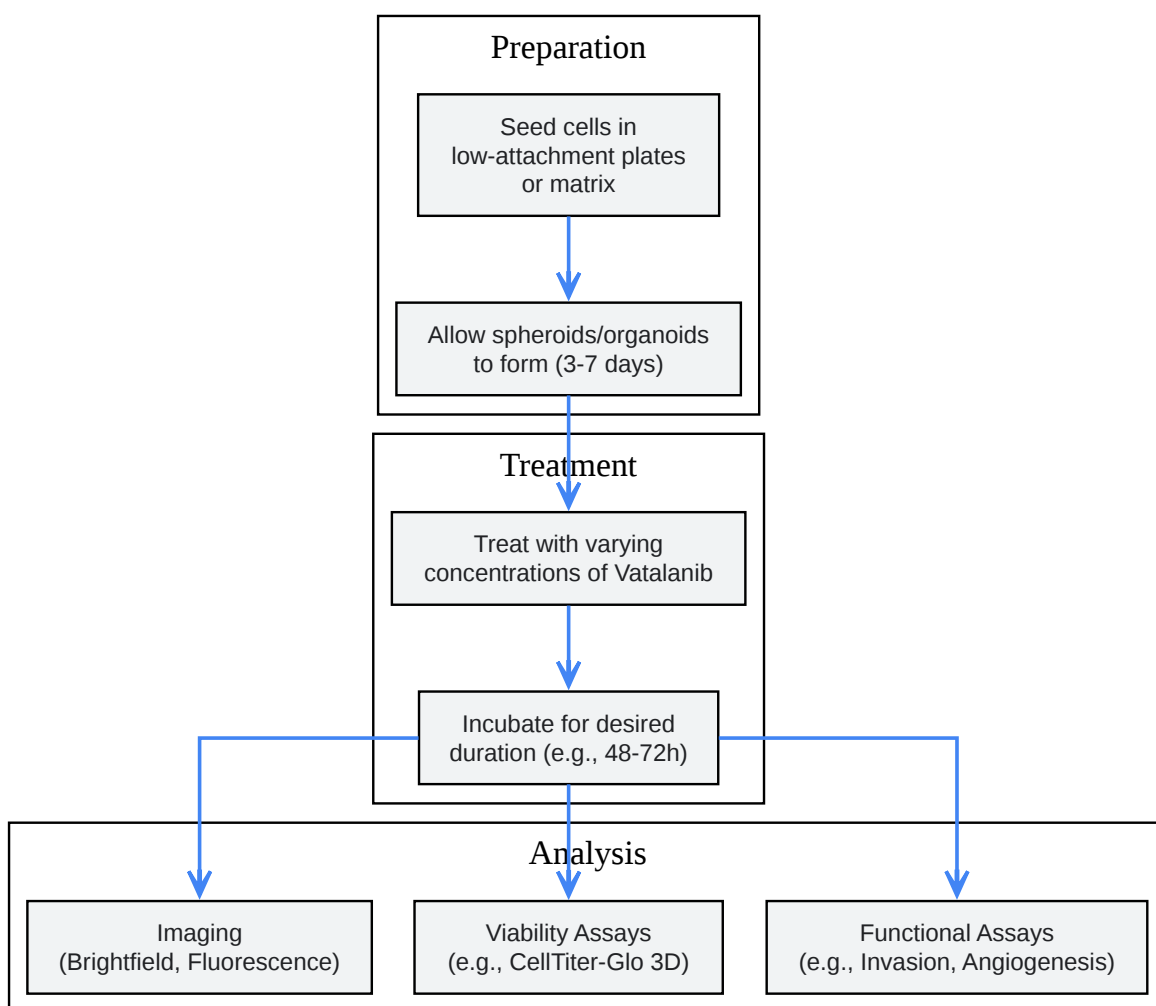 Preparation
Seed cells in
low-attachment plates
or matrix
Allow spheroids/organoids
to form (3-7 days)
Treatment
Treat with varying
concentrations of Vatalanib
Incubate for desired
duration (e.g., 48-72h)
Analysis
Imaging
(Brightfield, Fluorescence)
Viability Assays
(e.g., CellTiter-Glo 3D)
Functional Assays
(e.g., Invasion, Angiogenesis)